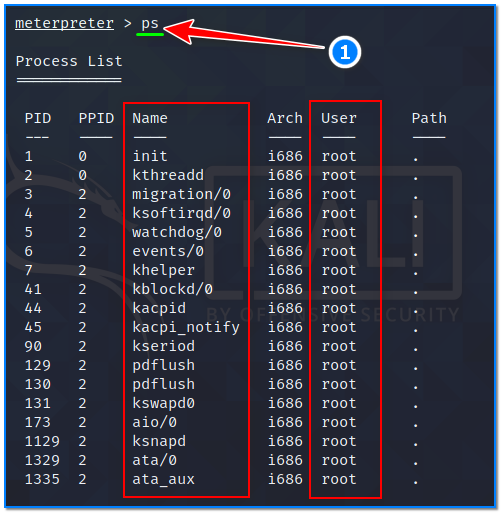 meterpreter > ps
1
Process List
============
PID PPID Name Arch User Path
--- ---- ---- ---- ---- ----
1 0 init i686 root .
2 0 kthreadd i686 root .
3 2 migration/0 i686 root .
4 2 ksoftirqd/0 i686 root .
5 2 watchdog/0 i686 root .
6 2 events/0 i686 root .
7 2 khelper i686 root .
41 2 kblockd/0 i686 root .
44 2 kacpid i686 root .
45 2 kacpi_notify i686 root .
90 2 kseriod i686 root .
129 2 pdflush i686 root .
130 2 pdflush i686 root .
131 2 kswapd0 i686 root .
173 2 aio/0 i686 root .
1129 2 ksnapd i686 root .
1329 2 ata/0 i686 root .
1335 2 ata_aux i686 root .
KALI
BY OFFENSIVE SECURITY